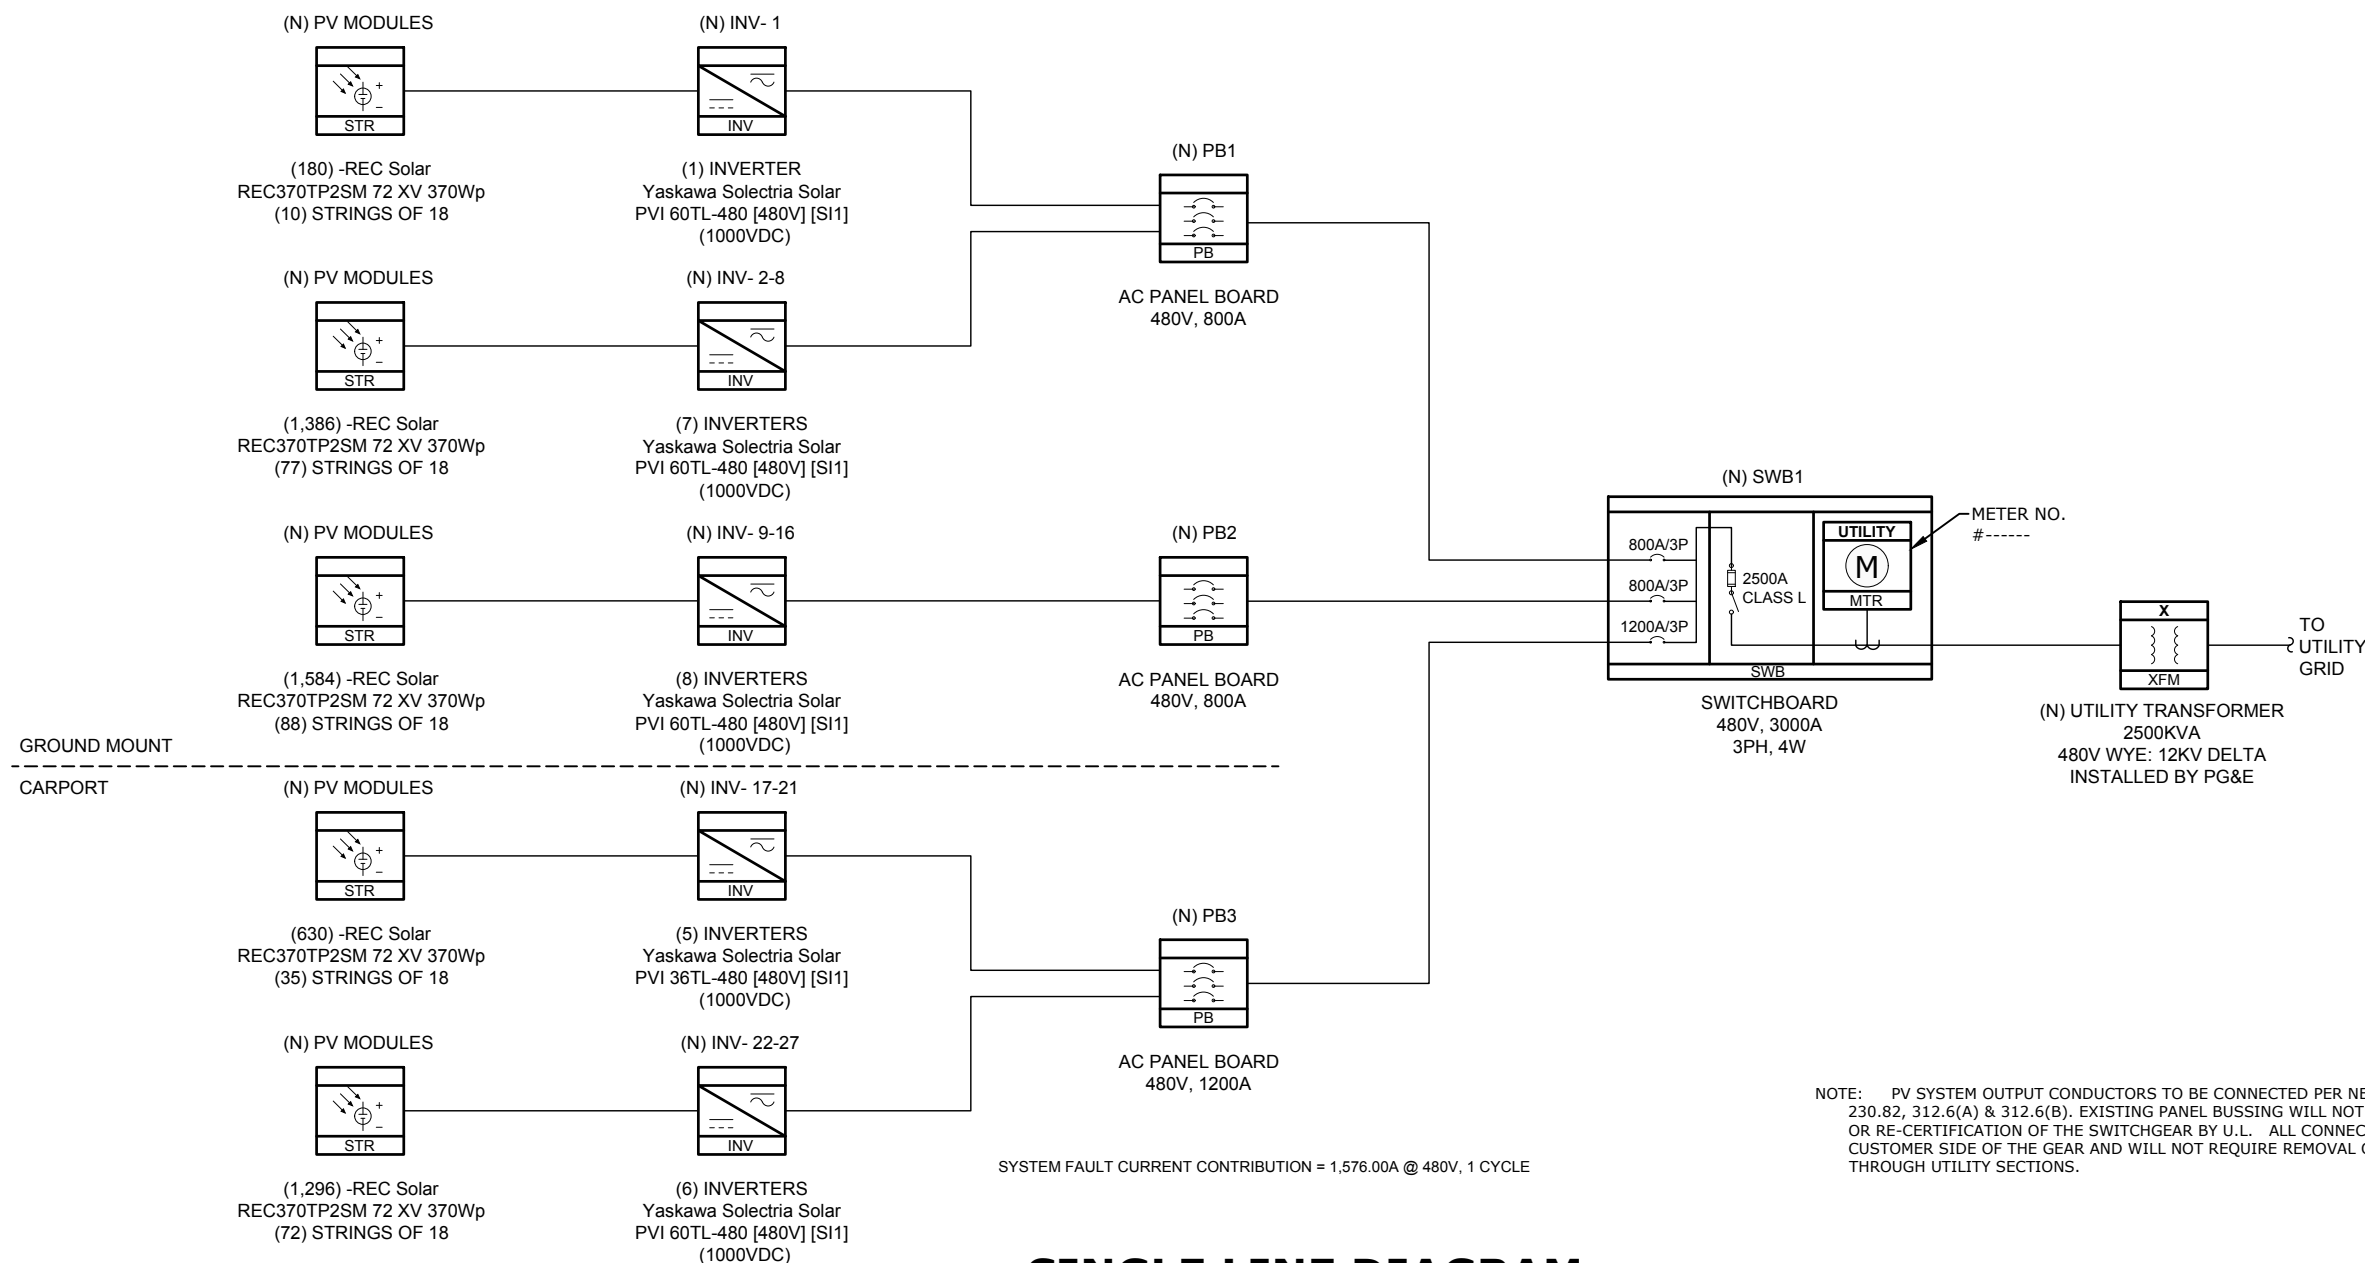 (N) PV MODULES
STR
(180) -REC Solar
REC370TP2SM 72 XV 370Wp
(10) STRINGS OF 18
(N) INV- 1
INV
(1) INVERTER
Yaskawa Solectria Solar
PVI 60TL-480 [480V] [SI1]
(1000VDC)
(N) PV MODULES
STR
(1,386) -REC Solar
REC370TP2SM 72 XV 370Wp
(77) STRINGS OF 18
(N) INV- 2-8
INV
(7) INVERTERS
Yaskawa Solectria Solar
PVI 60TL-480 [480V] [SI1]
(1000VDC)
(N) PB1
PB
AC PANEL BOARD
480V, 800A
(N) PV MODULES
STR
(1,584) -REC Solar
REC370TP2SM 72 XV 370Wp
(88) STRINGS OF 18
(N) INV- 9-16
INV
(8) INVERTERS
Yaskawa Solectria Solar
PVI 60TL-480 [480V] [SI1]
(1000VDC)
(N) PB2
PB
AC PANEL BOARD
480V, 800A
GROUND MOUNT
CARPORT
(N) PV MODULES
STR
(630) -REC Solar
REC370TP2SM 72 XV 370Wp
(35) STRINGS OF 18
(N) INV- 17-21
INV
(5) INVERTERS
Yaskawa Solectria Solar
PVI 36TL-480 [480V] [SI1]
(1000VDC)
(N) PV MODULES
STR
(1,296) -REC Solar
REC370TP2SM 72 XV 370Wp
(72) STRINGS OF 18
(N) INV- 22-27
INV
(6) INVERTERS
Yaskawa Solectria Solar
PVI 60TL-480 [480V] [SI1]
(1000VDC)
(N) PB3
PB
AC PANEL BOARD
480V, 1200A
(N) SWB1
800A/3P
800A/3P
1200A/3P
2500A
CLASS L
UTILITY
M
MTR
SWB
METER NO.
#------
SWITCHBOARD
480V, 3000A
3PH, 4W
X
XFM
TO
UTILITY
GRID
(N) UTILITY TRANSFORMER
2500KVA
480V WYE: 12KV DELTA
INSTALLED BY PG&E
SYSTEM FAULT CURRENT CONTRIBUTION = 1,576.00A @ 480V, 1 CYCLE
NOTE: PV SYSTEM OUTPUT CONDUCTORS TO BE CONNECTED PER
230.82, 312.6(A) & 312.6(B). EXISTING PANEL BUSSING WILL NOT
OR RE-CERTIFICATION OF THE SWITCHGEAR BY U.L. ALL
CUSTOMER SIDE OF THE GEAR AND WILL NOT REQUIRE REMOVAL
THROUGH UTILITY SECTIONS.
SINGLE LINE DIAGRAM